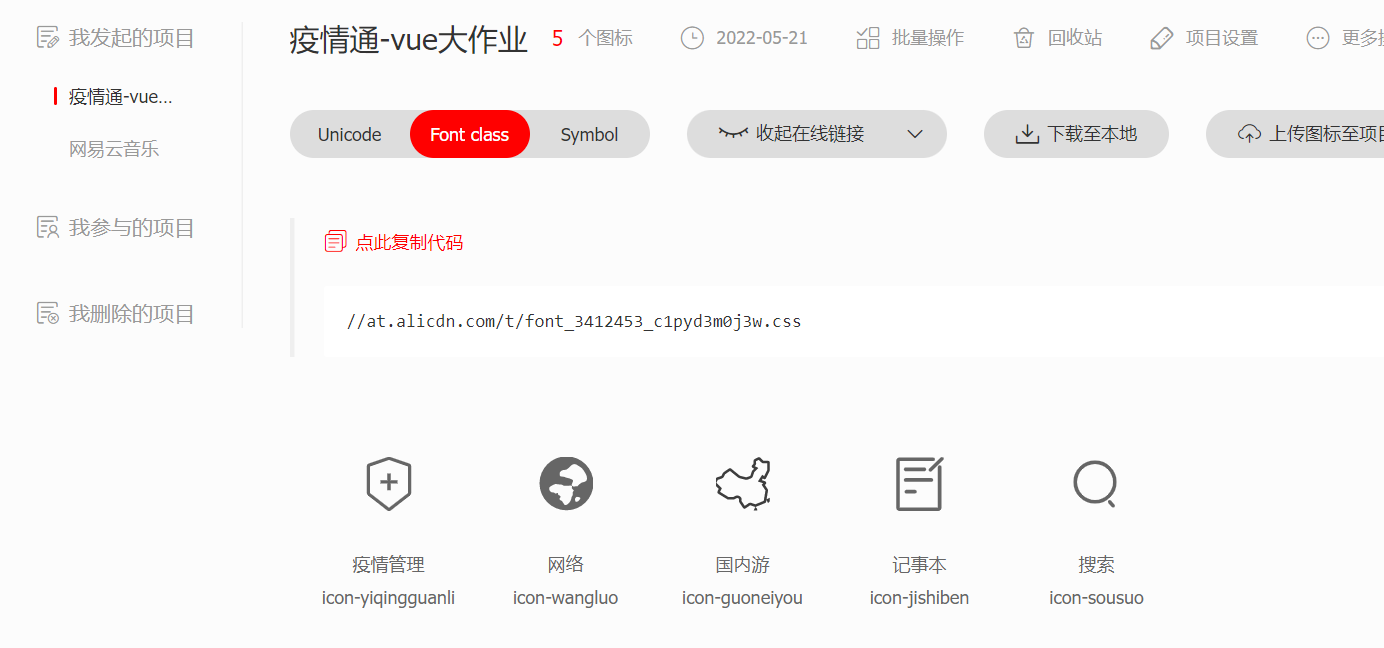 我发起的项目
疫情通-vue...
网易云音乐
我参与的项目
我删除的项目
疫情通-vue大作业 5 个图标 2022-05-21 批量操作 回收站 项目设置 更多
Unicode Font class Symbol 收起在线链接 下载至本地 上传图标至项目
点此复制代码
//at.alicdn.com/t/font_3412453_c1pyd3m0j3w.css
疫情管理 网络 国内游 记事本 搜索
icon-yiqingguanli icon-wangluo icon-guoneiyou icon-jishiben icon-sousuo